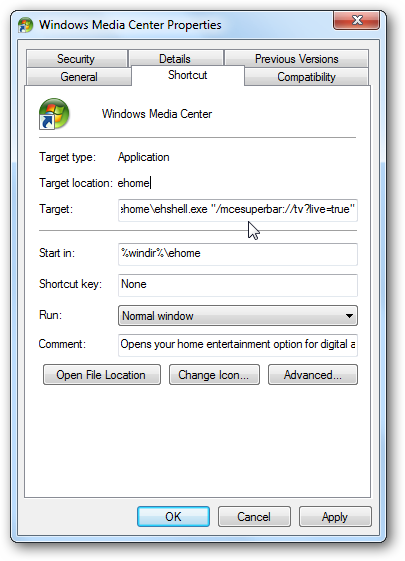 Windows Media Center Properties
Security Details Previous Versions
General Shortcut Compatibility
Windows Media Center
Target type: Application
Target location: ehome
Target: ehome\ehshell.exe "/mcesuperbar://tv?live=true"
Start in: %windir%\ehome
Shortcut key: None
Run: Normal window
Comment: Opens your home entertainment option for digital a
Open File Location Change Icon... Advanced...
OK Cancel Apply